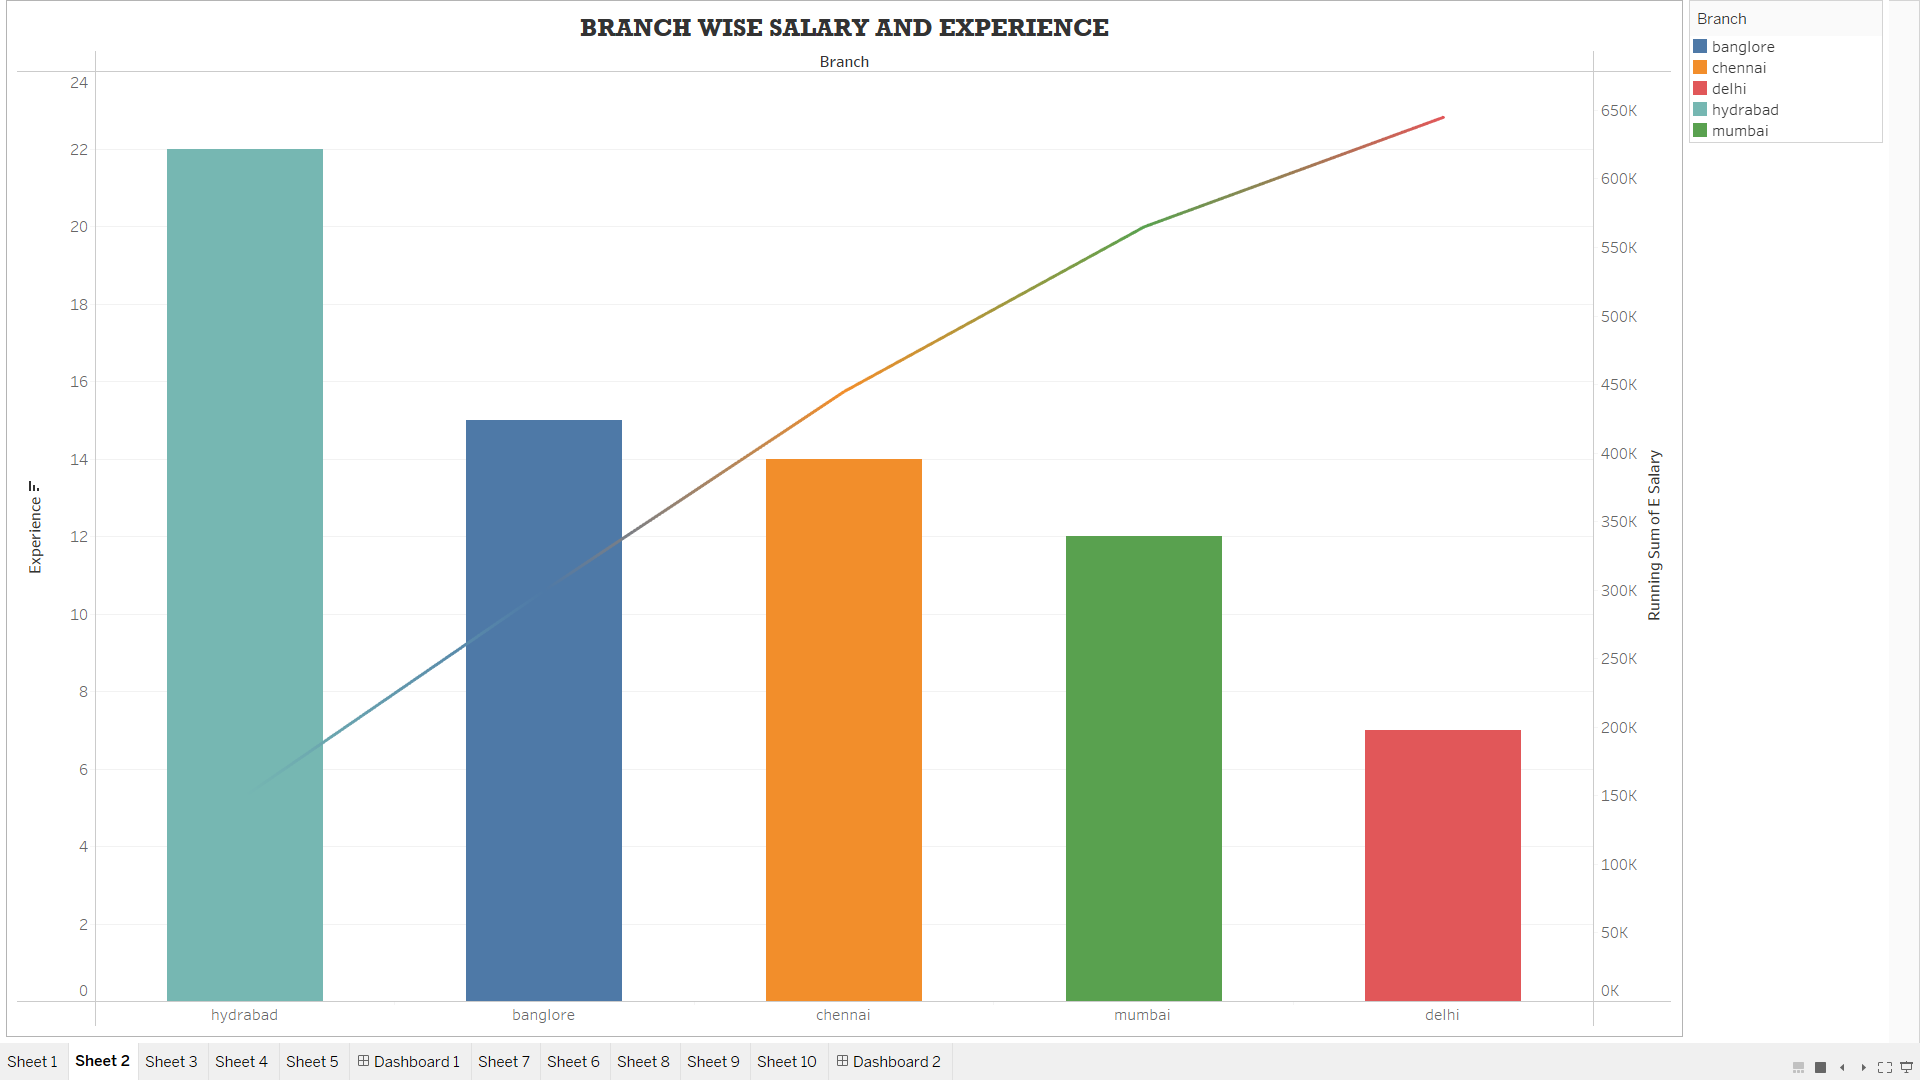 BRANCH WISE SALARY AND EXPERIENCE
Branch
24
22
20
18
16
14
12
10
8
6
4
2
0
Experience
650K
600K
550K
500K
450K
400K
350K
300K
250K
200K
150K
100K
50K
0K
Running Sum of E Salary
hydrabad banglore chennai mumbai delhi
Branch
banglore
chennai
delhi
hydrabad
mumbai
Sheet 1 Sheet 2 Sheet 3 Sheet 4 Sheet 5 Dashboard 1 Sheet 7 Sheet 6 Sheet 8 Sheet 9 Sheet 10 Dashboard 2